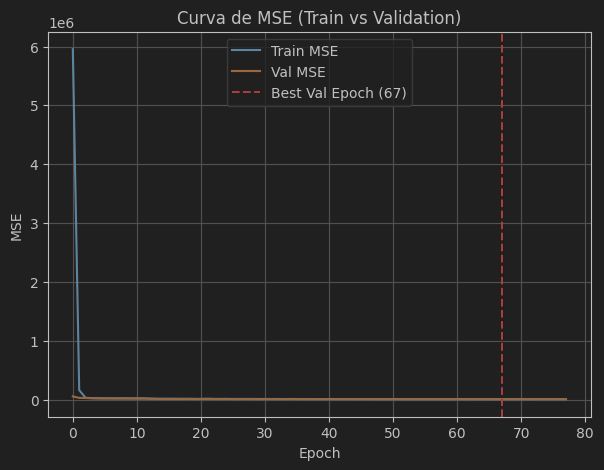 Curva de MSE (Train vs Validation)
1e6
Train MSE
Val MSE
Best Val Epoch (67)
6
5
4
3
2
1
0
MSE
0 10 20 30 40 50 60 70 80
Epoch